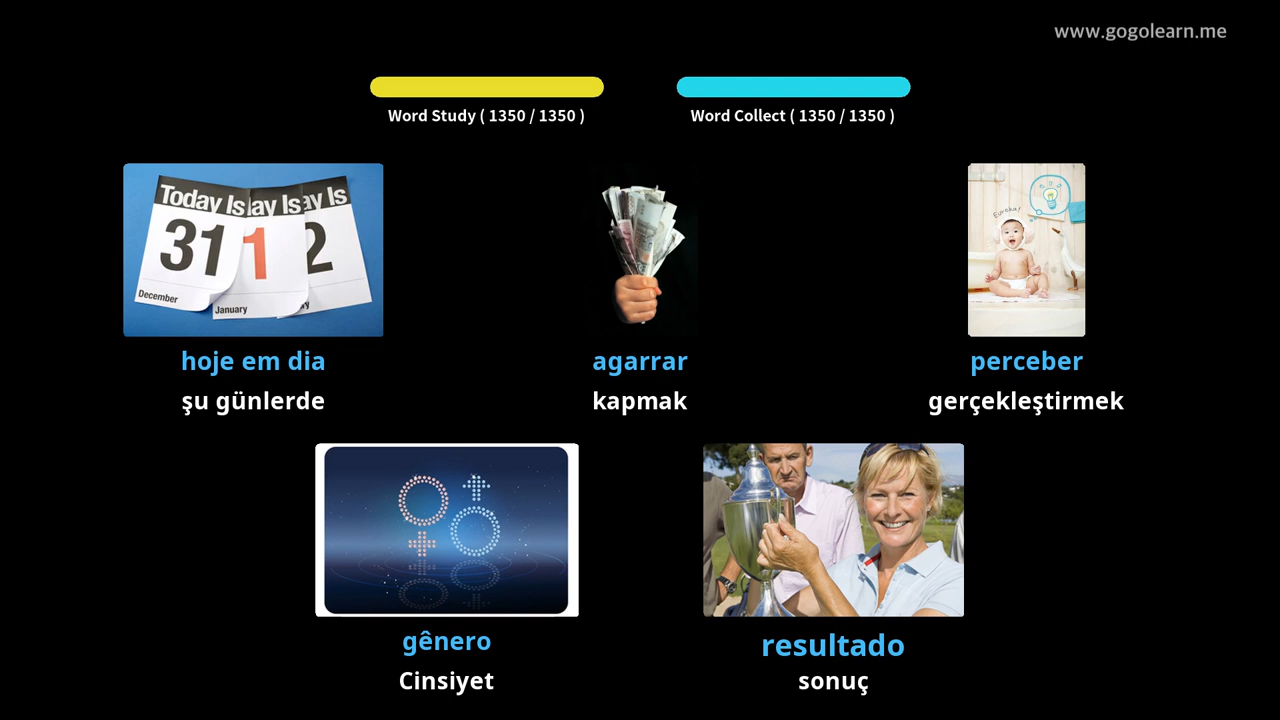 www.gogolearn.me
Word Study ( 1350 / 1350 )
Word Collect ( 1350 / 1350 )
Today Is
ay Is
ay Is
31
1
2
December
January
Eureka!
hoje em dia
agarrar
perceber
şu günlerde
kapmak
gerçekleştirmek
gênero
resultado
Cinsiyet
sonuç